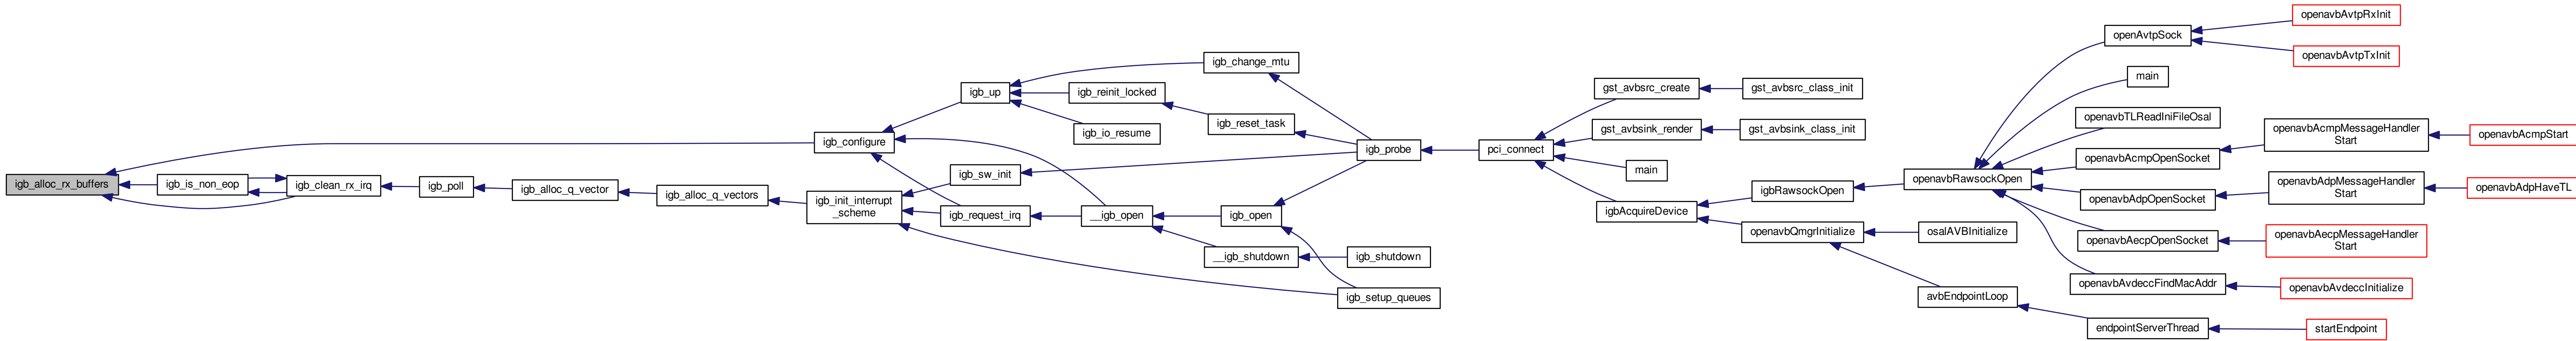 igb_alloc_rx_buffers
igb_is_non_eop
igb_clean_rx_irq
igb_poll
igb_alloc_q_vector
igb_alloc_q_vectors
igb_configure
igb_init_interrupt
_scheme
igb_up
igb_sw_init
igb_request_irq
igb_reinit_locked
igb_io_resume
__igb_open
igb_change_mtu
igb_reset_task
igb_open
__igb_shutdown
igb_probe
igb_shutdown
igb_setup_queues
pci_connect
gst_avbsrc_create
gst_avbsink_render
main
igbAcquireDevice
gst_avbsrc_class_init
gst_avbsink_class_init
igbRawsockOpen
openavbQmgrInitialize
openavbRawsockOpen
osalAVBInitialize
avbEndpointLoop
openAvtpSock
main
openavbTLReadIniFileOsal
openavbAcmpOpenSocket
openavbAdpOpenSocket
openavbAecpOpenSocket
openavbAvdeccFindMacAddr
endpointServerThread
openavbAvtpRxInit
openavbAvtpTxInit
openavbAcmpMessageHandler
Start
openavbAdpMessageHandler
Start
openavbAecpMessageHandler
Start
openavbAvdeccInitialize
startEndpoint
openavbAcmpStart
openavbAdpHaveTL